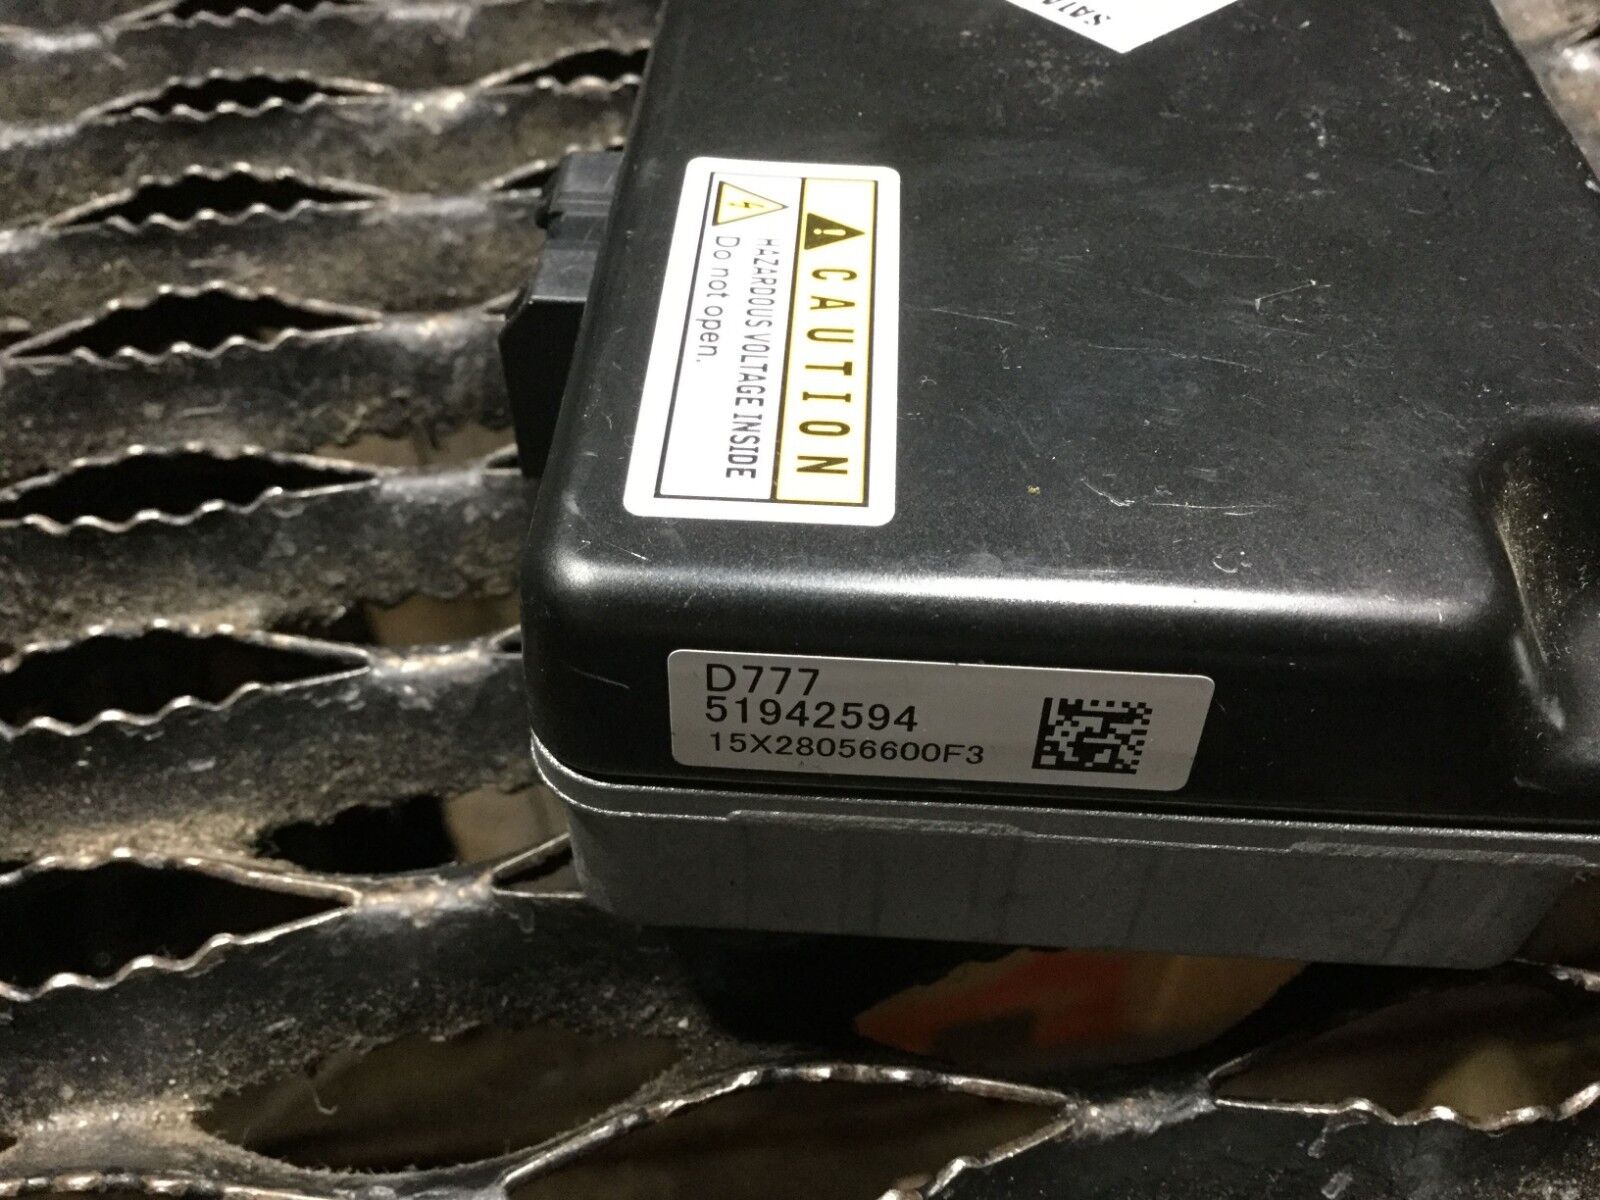 CAUTION
HAZARDOUS VOLTAGE INSIDE
Do not open.
D777
51942594
15X28056600F3